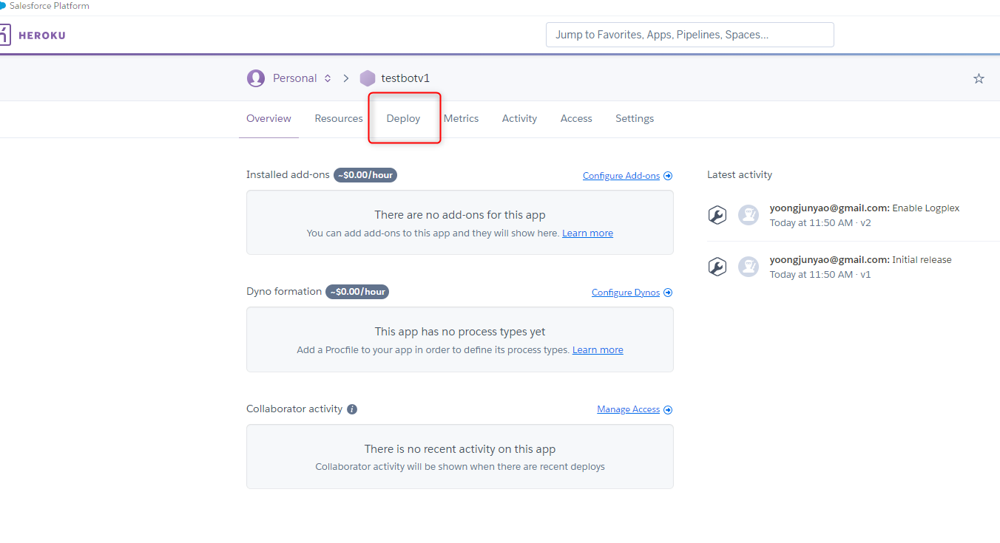 Salesforce Platform
HEROKU
Jump to Favorites, Apps, Pipelines, Spaces...
Personal
testbotv1
Overview Resources Deploy Metrics Activity Access Settings
Installed add-ons ~$0.00/hour
Configure Add-ons
There are no add-ons for this app
You can add add-ons to this app and they will show here. Learn more
Dyno formation ~$0.00/hour
Configure Dynos
This app has no process types yet
Add a Procfile to your app in order to define its process types. Learn more
Collaborator activity i
Manage Access
There is no recent activity on this app
Collaborator activity will be shown when there are recent deploys
Latest activity
yoongjunyao@gmail.com: Enable Logplex
Today at 11:50 AM · v2
yoongjunyao@gmail.com: Initial release
Today at 11:50 AM · v1